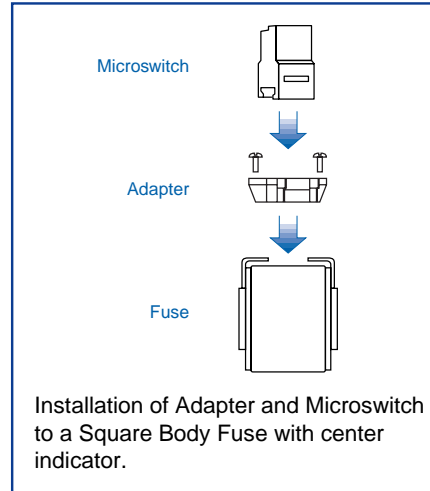 Microswitch
Adapter
Fuse
Installation of Adapter and Microswitch
to a Square Body Fuse with center
indicator.